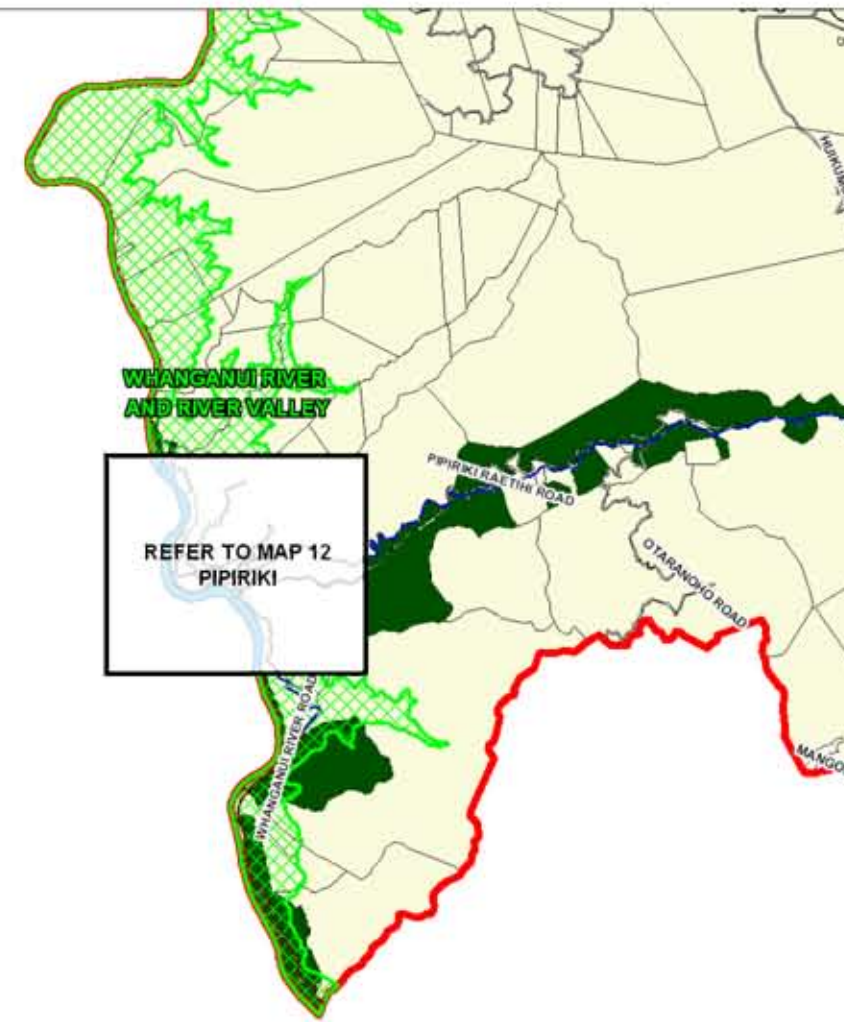 WHANGANUI RIVER
AND RIVER VALLEY
REFER TO MAP 12
PIPIRIKI
PIPIRIKI RAETIHI ROAD
OTARANOHO ROAD
WHANGANUI RIVER ROAD